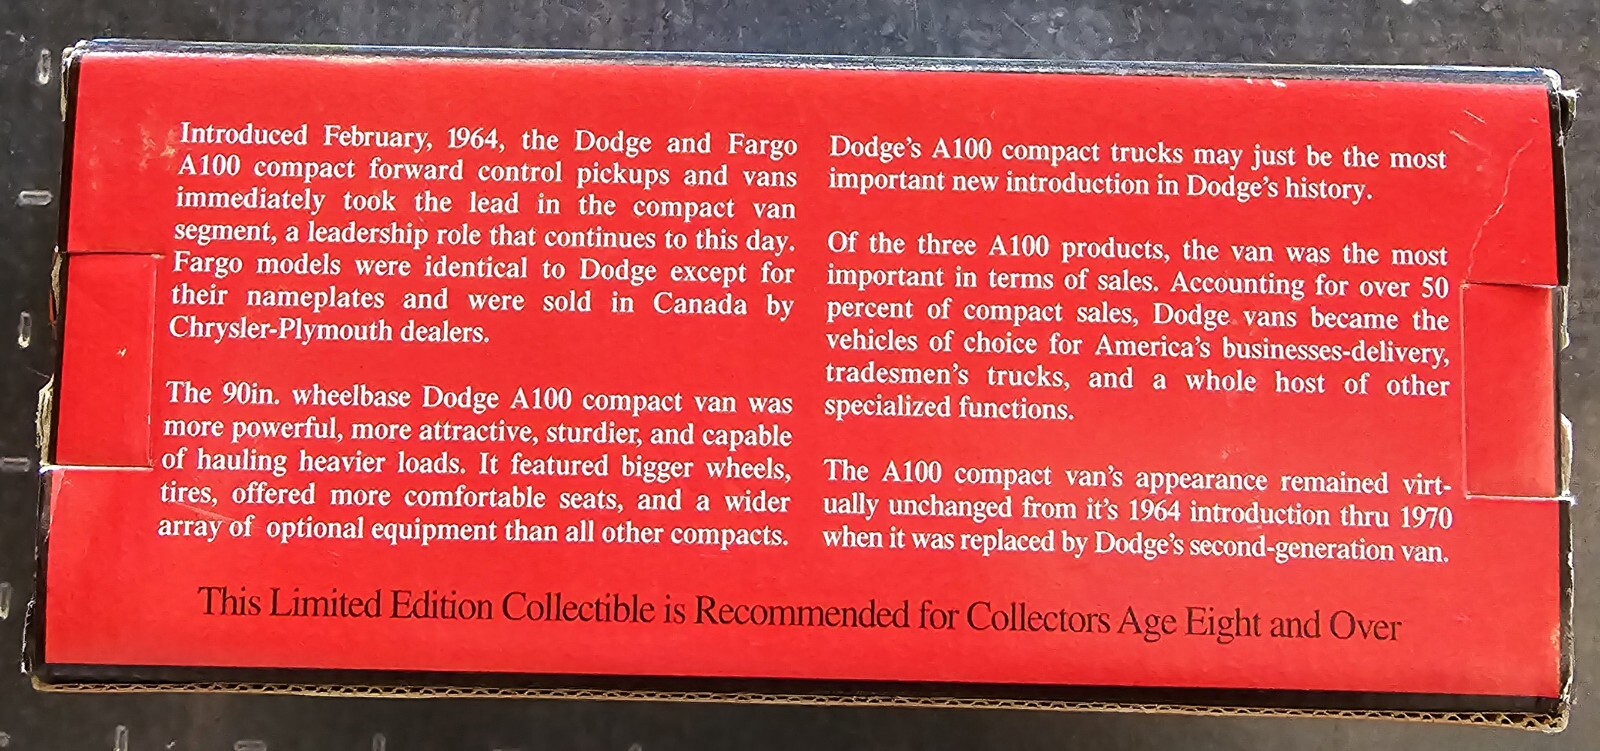 Introduced February, 1964, the Dodge and Fargo
A100 compact forward control pickups and vans
immediately took the lead in the compact van
segment, a leadership role that continues to this day.
Fargo models were identical to Dodge except for
their nameplates and were sold in Canada by
Chrysler-Plymouth dealers.
The 90in. wheelbase Dodge A100 compact van was
more powerful, more attractive, sturdier, and capable
of hauling heavier loads. It featured bigger wheels,
tires, offered more comfortable seats, and a wider
array of optional equipment than all other compacts.
Dodge's A100 compact trucks may just be the most
important new introduction in Dodge's history.
Of the three A100 products, the van was the most
important in terms of sales. Accounting for over 50
percent of compact sales, Dodge vans became the
vehicles of choice for America's businesses-delivery,
tradesmen's trucks, and a whole host of other
specialized functions.
The A100 compact van's appearance remained virt-
ually unchanged from it's 1964 introduction thru 1970
when it was replaced by Dodge's second-generation van.
This Limited Edition Collectible is Recommended for Collectors Age Eight and Over